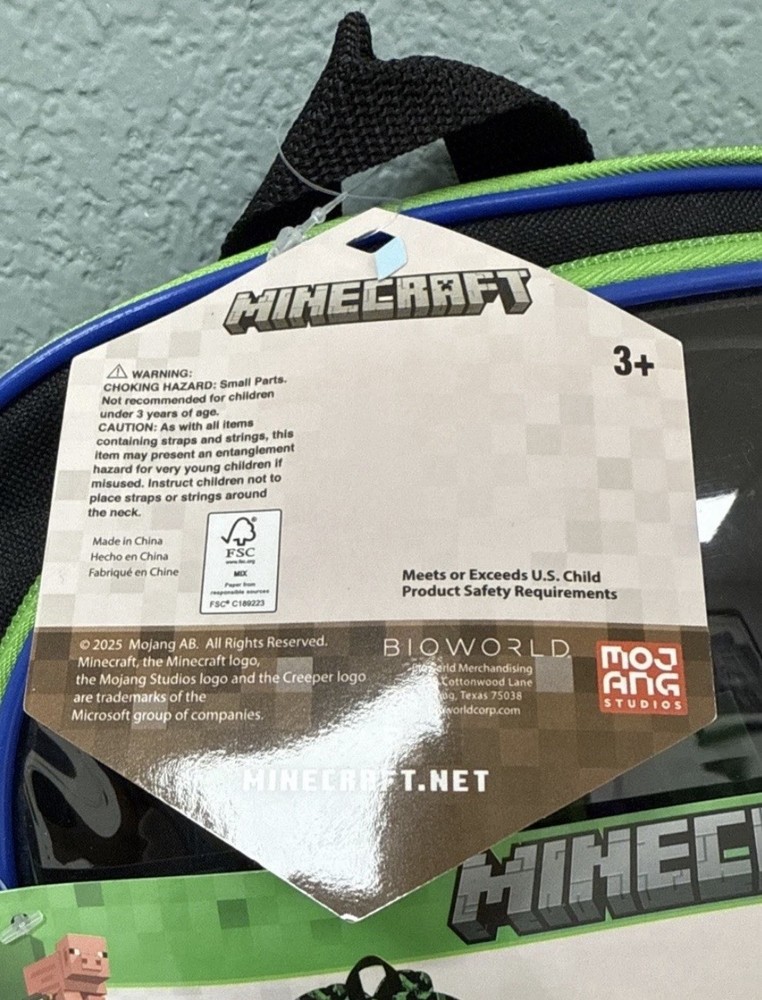 MINECRAFT
3+
⚠ WARNING:
CHOKING HAZARD: Small Parts.
Not recommended for children
under 3 years of age.
CAUTION: As with all items
containing straps and strings, this
item may present an entanglement
hazard for very young children if
misused. Instruct children not to
place straps or strings around
the neck.
Made in China
Hecho en China
Fabriqué en Chine
FSC
www.fsc.org
MIX
Paper from
responsible sources
FSC® C189223
Meets or Exceeds U.S. Child
Product Safety Requirements
© 2025 Mojang AB. All Rights Reserved.
Minecraft, the Minecraft logo,
the Mojang Studios logo and the Creeper logo
are trademarks of the
Microsoft group of companies.
BIOWORLD
Merchandising
Cottonwood Lane
Texas 75038
worldcorp.com
MOJ
ANG
STUDIOS
MINECRAFT.NET
MINEC